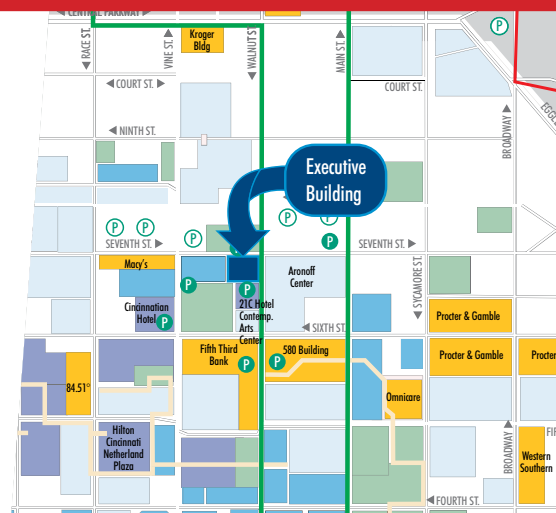 CENTRAL PARKWAY
RACE ST.
VINE ST.
Kroger
Bldg
WALNUT ST.
MAIN ST.
P
COURT ST.
COURT ST.
NINTH ST.
BROADWAY
Executive
Building
P
P
P
P
P
SEVENTH ST.
P
SEVENTH ST.
Macy's
P
P
Aronoff
Center
SYCAMORE ST.
Cincinnatian
Hotel
P
21C Hotel
Contemp.
Arts
Center
SIXTH ST.
Procter & Gamble
Fifth Third
Bank
P
P
580 Building
Procter & Gamble
Procter
84.51°
Omnicare
Hilton
Cincinnati
Netherland
Plaza
BROADWAY
Western
Southern
FOURTH ST.